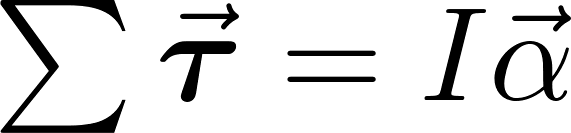 ∑ τ⃗ = Iα⃗